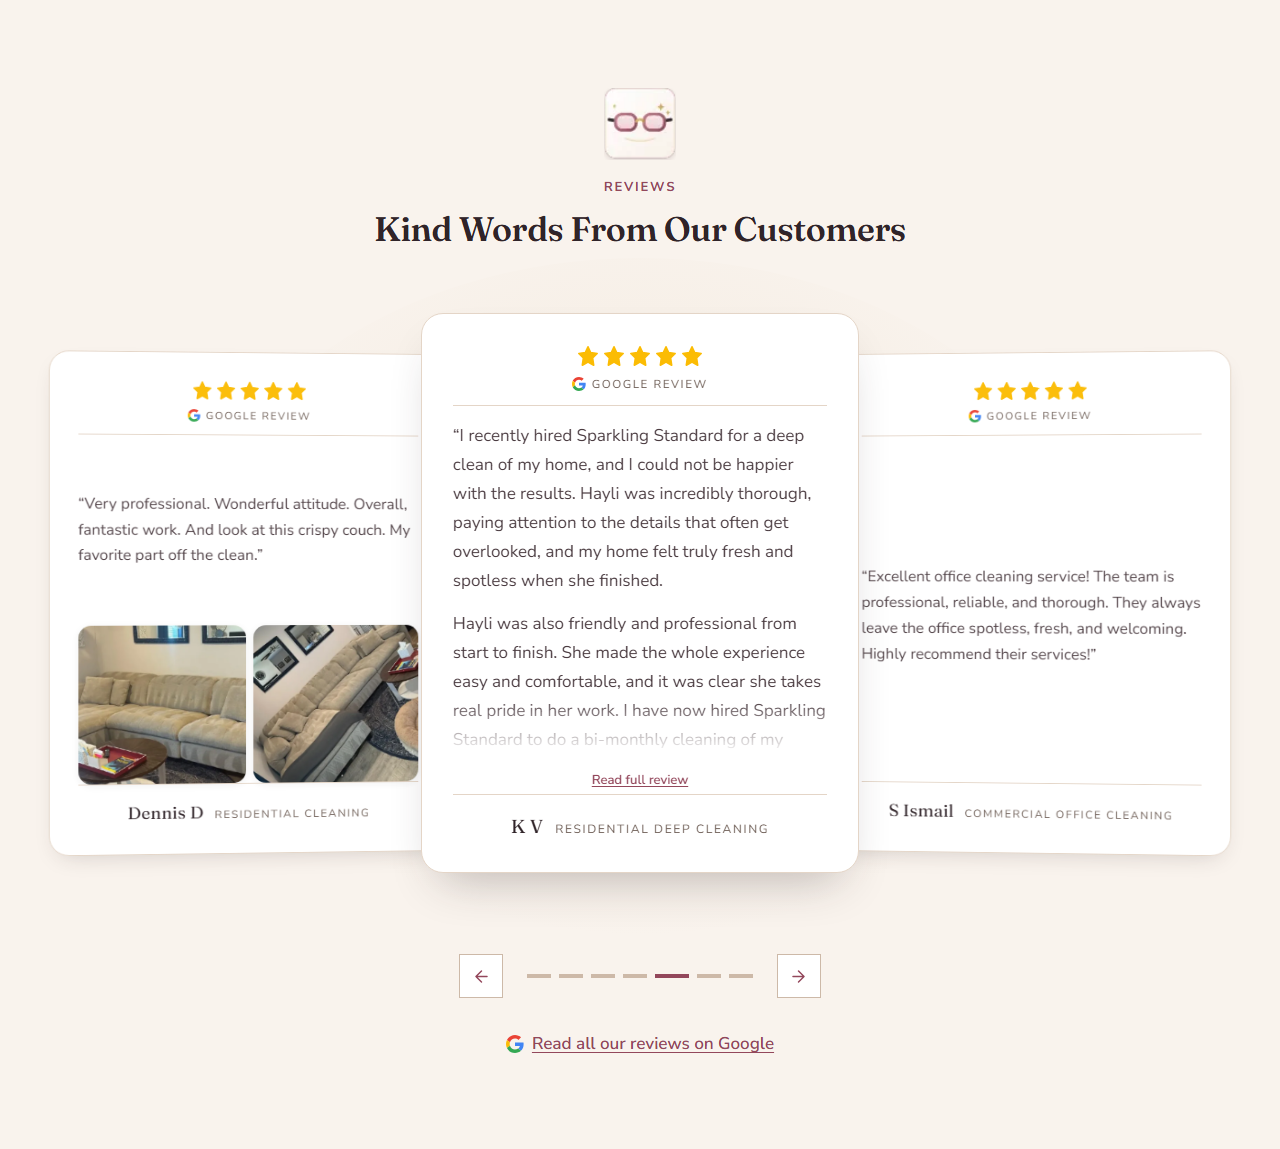 REVIEWS
Kind Words From Our Customers
GOOGLE REVIEW
“Very professional. Wonderful attitude. Overall,
fantastic work. And look at this crispy couch. My
favorite part off the clean.”
Dennis D RESIDENTIAL CLEANING
GOOGLE REVIEW
“I recently hired Sparkling Standard for a deep
clean of my home, and I could not be happier
with the results. Hayli was incredibly thorough,
paying attention to the details that often get
overlooked, and my home felt truly fresh and
spotless when she finished.
Hayli was also friendly and professional from
start to finish. She made the whole experience
easy and comfortable, and it was clear she takes
real pride in her work. I have now hired Sparkling
Standard to do a bi-monthly cleaning of my
Read full review
K V RESIDENTIAL DEEP CLEANING
GOOGLE REVIEW
“Excellent office cleaning service! The team is
professional, reliable, and thorough. They always
leave the office spotless, fresh, and welcoming.
Highly recommend their services!”
S Ismail COMMERCIAL OFFICE CLEANING
Read all our reviews on Google